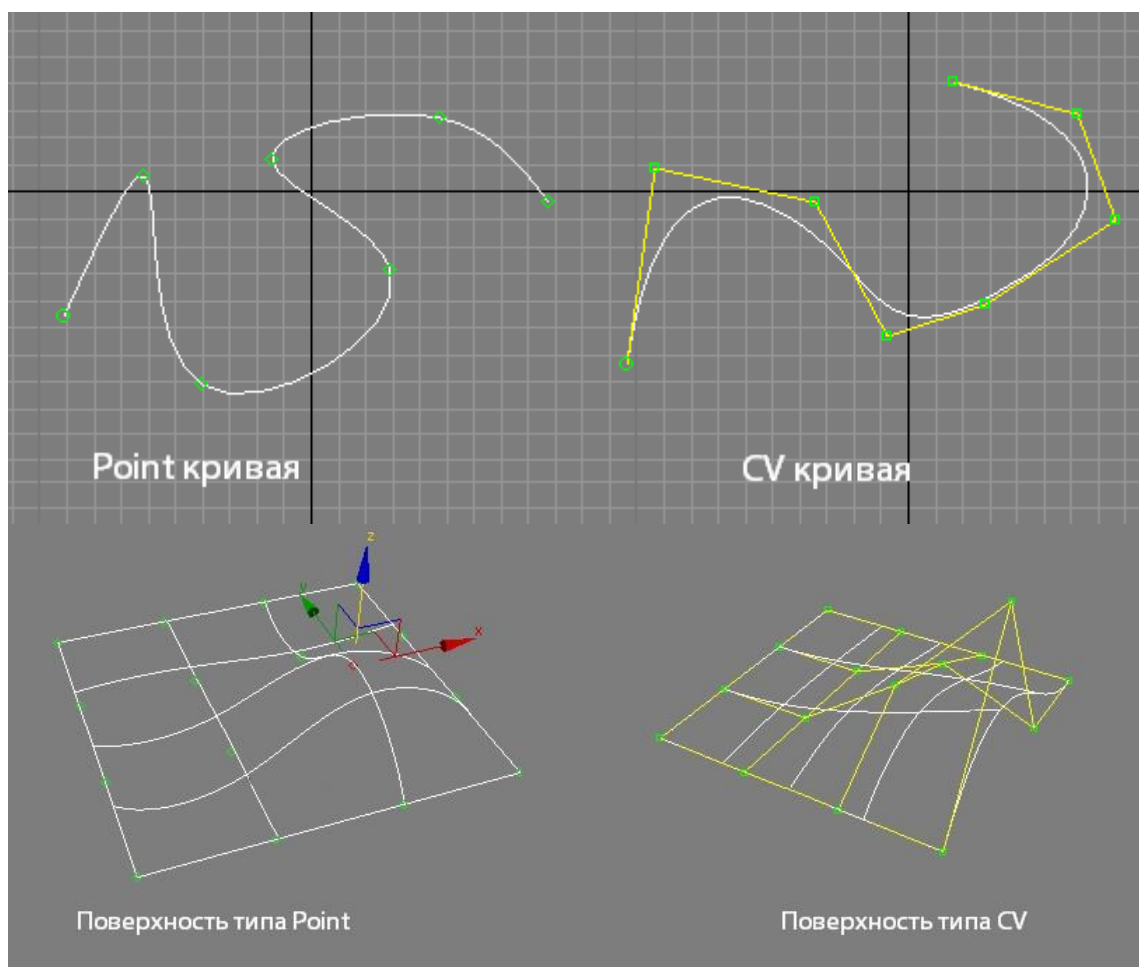 Point кривая
CV кривая
z
y
x
Поверхность типа Point
Поверхность типа CV